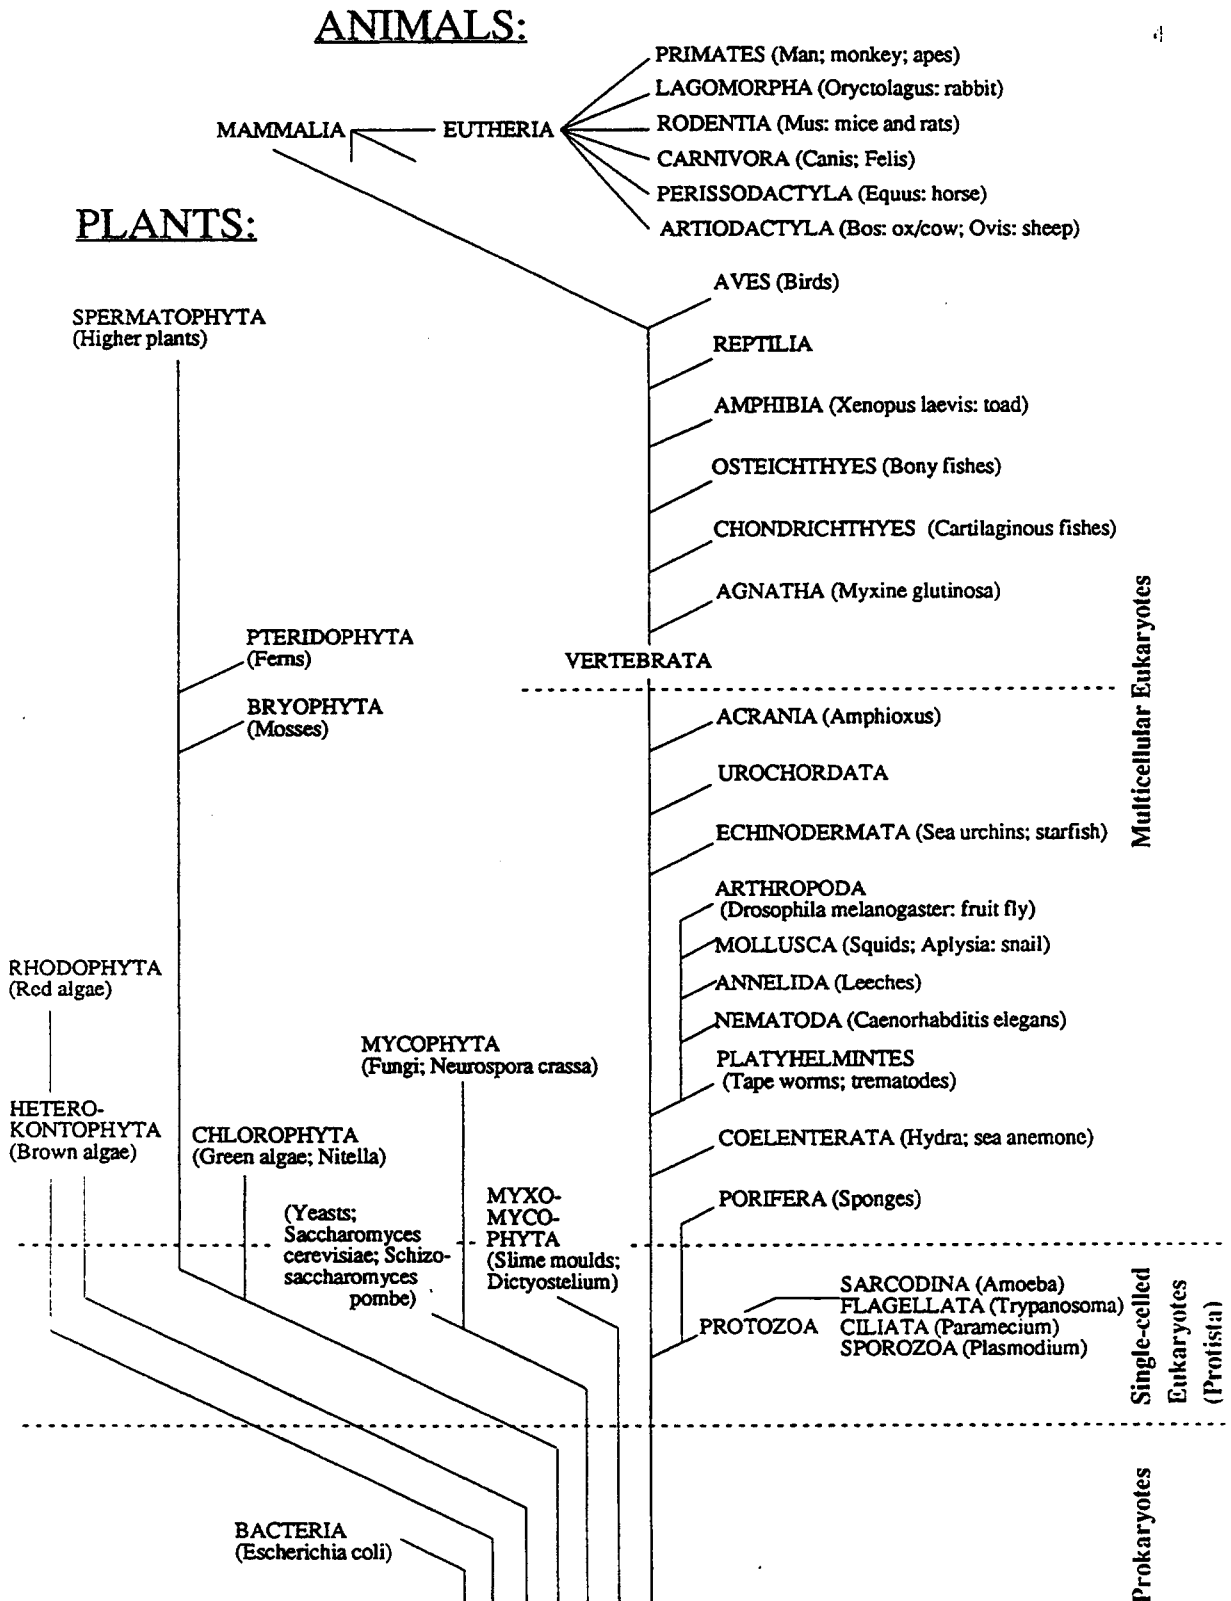 ANIMALS:
4
PRIMATES (Man; monkey; apes)
LAGOMORPHA (Oryctolagus: rabbit)
MAMMALIA
EUTHERIA
RODENTIA (Mus: mice and rats)
CARNIVORA (Canis; Felis)
PERISSODACTYLA (Equus: horse)
ARTIODACTYLA (Bos: ox/cow; Ovis: sheep)
PLANTS:
AVES (Birds)
SPERMATOPHYTA
(Higher plants)
REPTILIA
AMPHIBIA (Xenopus laevis: toad)
OSTEICHTHYES (Bony fishes)
CHONDRICHTHYES (Cartilaginous fishes)
AGNATHA (Myxine glutinosa)
PTERIDOPHYTA
(Ferns)
VERTEBRATA
BRYOPHYTA
(Mosses)
ACRANIA (Amphioxus)
UROCHORDATA
ECHINODERMATA (Sea urchins; starfish)
Multicellular Eukaryotes
ARTHROPODA
(Drosophila melanogaster: fruit fly)
MOLLUSCA (Squids; Aplysia: snail)
RHODOPHYTA
(Red algae)
ANNELIDA (Leeches)
NEMATODA (Caenorhabditis elegans)
MYCOPHYTA
(Fungi; Neurospora crassa)
PLATYHELMINTES
(Tape worms; trematodes)
HETERO-
KONTOPHYTA
(Brown algae)
CHLOROPHYTA
(Green algae; Nitella)
COELENTERATA (Hydra; sea anemone)
PORIFERA (Sponges)
(Yeasts;
Saccharomyces
cerevisiae; Schizo-
saccharomyces
pombe)
MYXO-
MYCO-
PHYTA
(Slime moulds;
Dictyostelium)
PROTOZOA
SARCODINA (Amoeba)
FLAGELLATA (Trypanosoma)
CILIATA (Paramecium)
SPOROZOA (Plasmodium)
Single-celled
Eukaryotes
(Protista)
BACTERIA
(Escherichia coli)
Prokaryotes